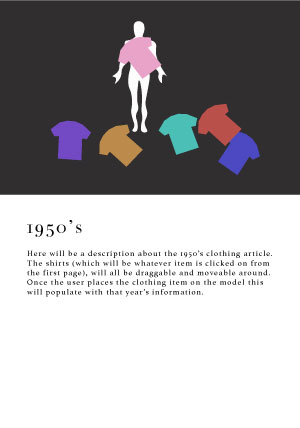 1950's
Here will be a description about the 1950's clothing article.
The shirts (which will be whatever item is clicked on from
the first page), will all be draggable and moveable around.
Once the user places the clothing item on the model this
will populate with that year's information.